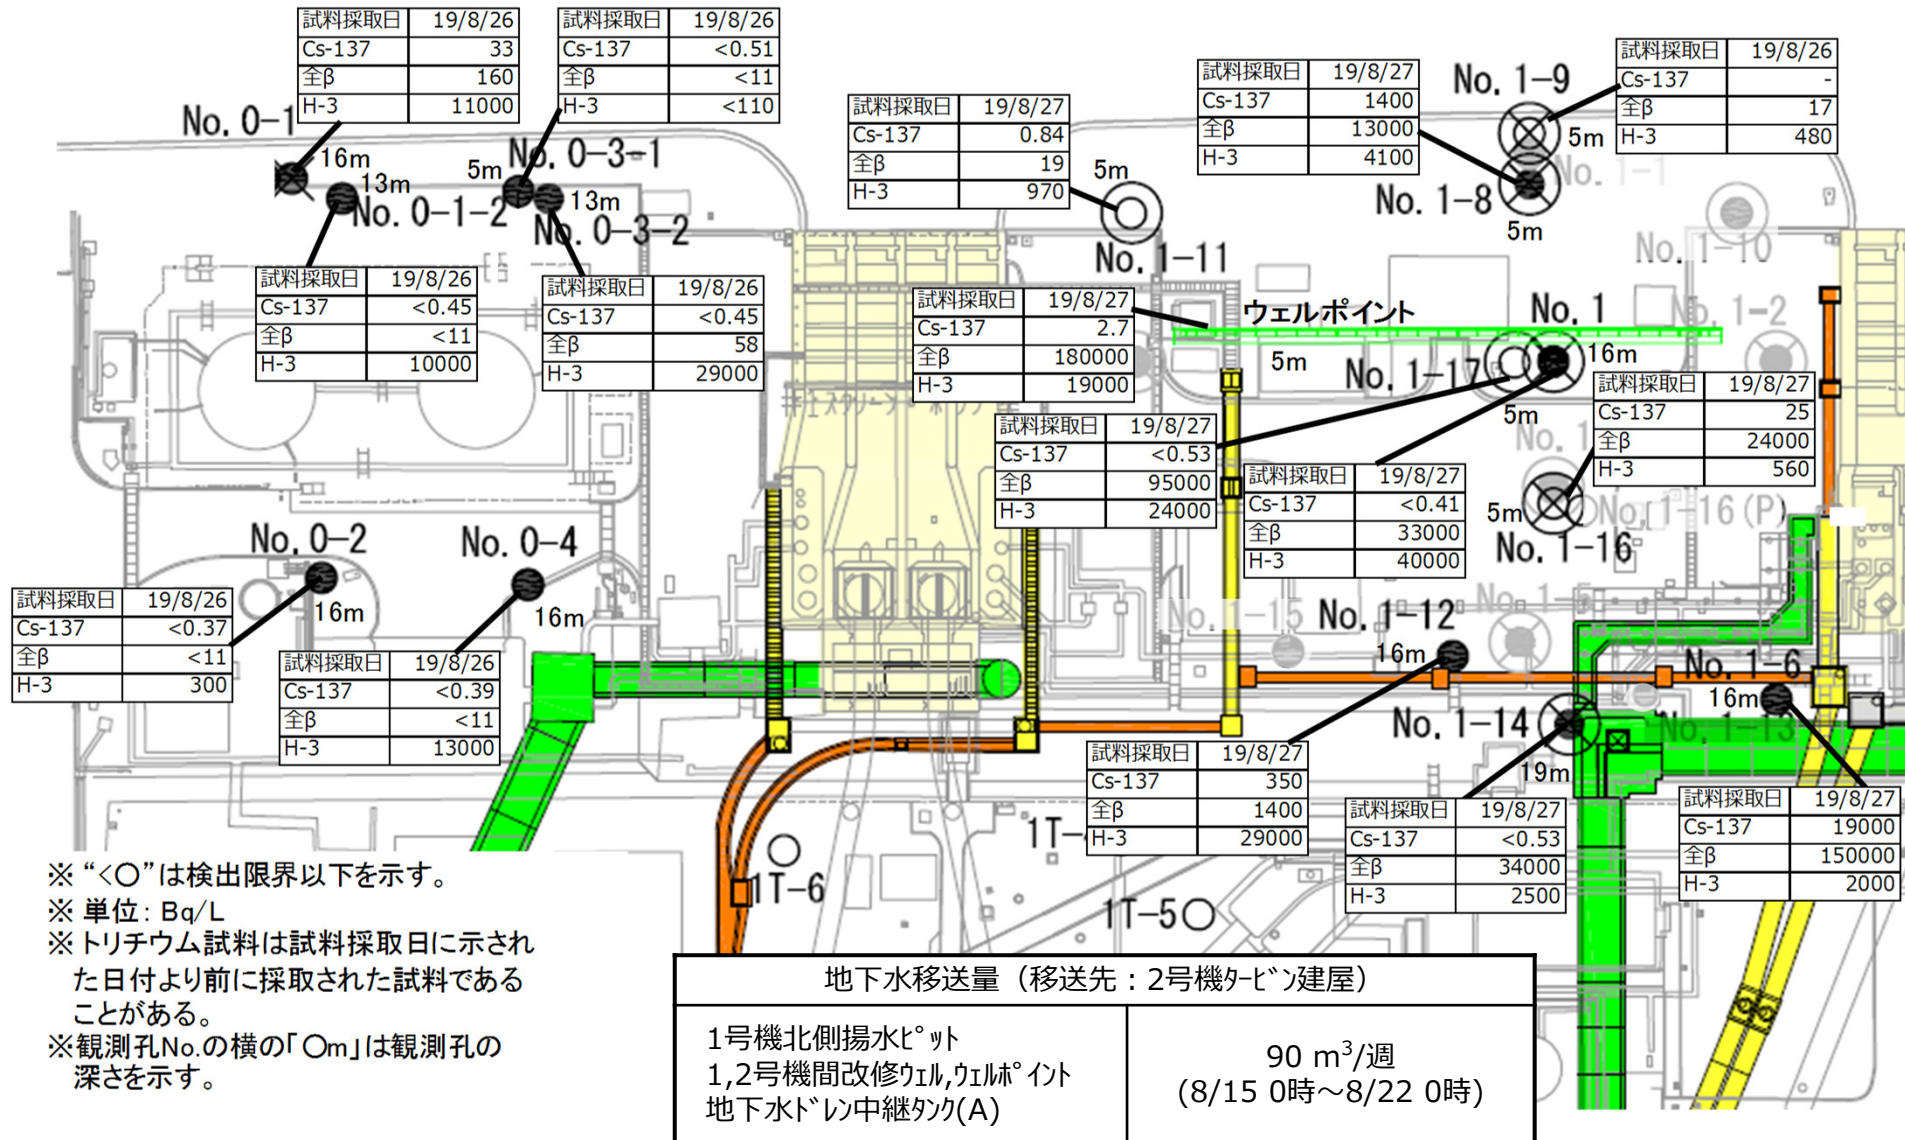 試料採取日 19/8/26
Cs-137 33
全β 160
H-3 11000
試料採取日 19/8/26
Cs-137 <0.51
全β <11
H-3 <110
試料採取日 19/8/27
Cs-137 0.84
全β 19
H-3 970
試料採取日 19/8/27
Cs-137 1400
全β 13000
H-3 4100
試料採取日 19/8/26
Cs-137 -
全β 17
H-3 480
No. 0-1
16m
13m
No. 0-1-2
5m
No. 0-3-1
13m
No. 0-3-2
5m
No. 1-11
No. 1-9
5m
No. 1-1
No. 1-8
5m
No. 1-10
試料採取日 19/8/26
Cs-137 <0.45
全β <11
H-3 10000
試料採取日 19/8/26
Cs-137 <0.45
全β 58
H-3 29000
試料採取日 19/8/27
Cs-137 2.7
全β 180000
H-3 19000
ウェルポイント
5m
No. 1
16m
No. 1-2
No. 1-17
5m
試料採取日 19/8/27
Cs-137 25
全β 24000
H-3 560
試料採取日 19/8/27
Cs-137 <0.53
全β 95000
H-3 24000
試料採取日 19/8/27
Cs-137 <0.41
全β 33000
H-3 40000
5m
No. 1-16(P)
No. 1-16
No. 0-2
16m
No. 0-4
16m
試料採取日 19/8/26
Cs-137 <0.37
全β <11
H-3 300
試料採取日 19/8/26
Cs-137 <0.39
全β <11
H-3 13000
No. 1-15
No. 1-12
16m
No. 1-5
No. 1-6
16m
No. 1-14
19m
No. 1-13
試料採取日 19/8/27
Cs-137 350
全β 1400
H-3 29000
試料採取日 19/8/27
Cs-137 <0.53
全β 34000
H-3 2500
試料採取日 19/8/27
Cs-137 19000
全β 150000
H-3 2000
1T-6
1T-5
※ “<○”は検出限界以下を示す。
※ 単位: Bq/L
※ トリチウム試料は試料採取日に示され
た日付より前に採取された試料である
ことがある。
※観測孔No.の横の「○m」は観測孔の
深さを示す。
地下水移送量（移送先：2号機ﾀｰﾋﾞﾝ建屋）
1号機北側揚水ﾋﾟｯﾄ
1,2号機間改修ｳｪﾙ,ｳｪﾙﾎﾟｲﾝﾄ
地下水ﾄﾞﾚﾝ中継ﾀﾝｸ(A)
90 m³/週
(8/15 0時～8/22 0時)